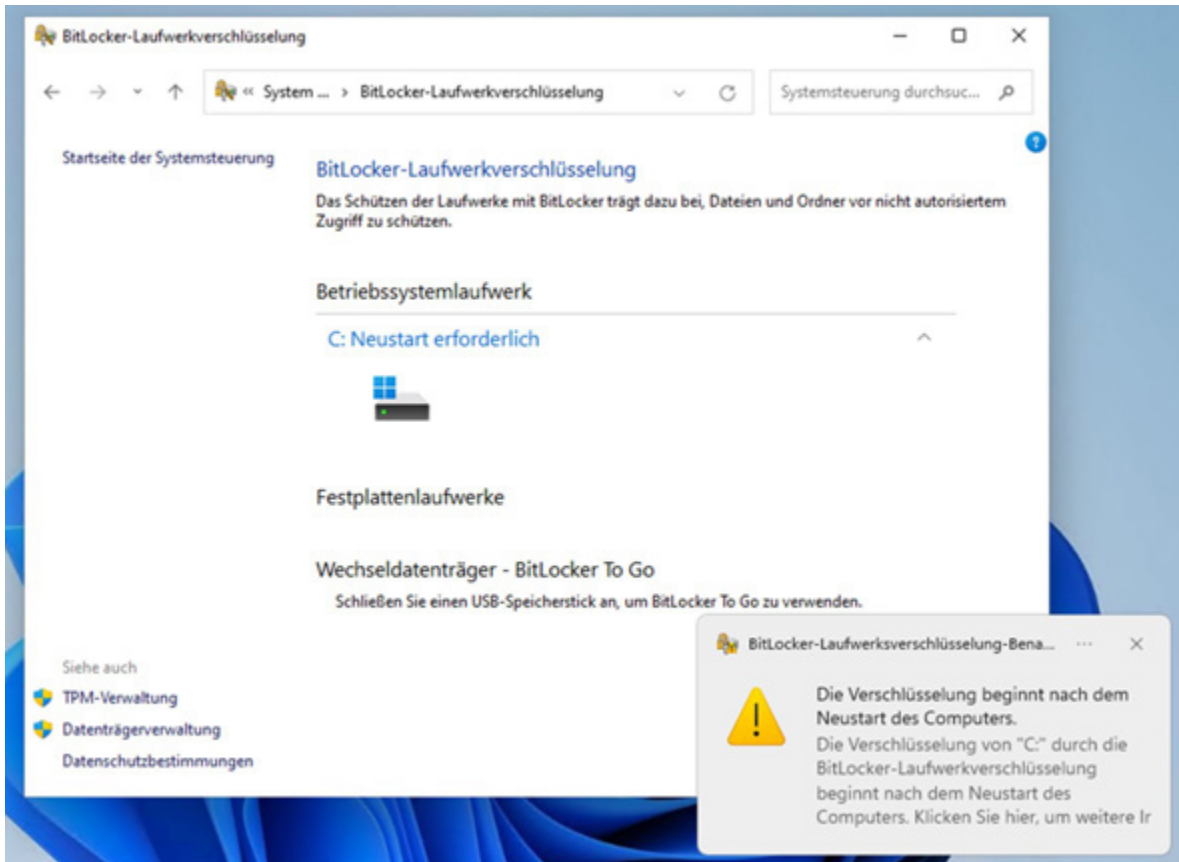 BitLocker-Laufwerkverschlüsselung
« System ... › BitLocker-Laufwerkverschlüsselung
Systemsteuerung durchsuc...
Startseite der Systemsteuerung
BitLocker-Laufwerkverschlüsselung
Das Schützen der Laufwerke mit BitLocker trägt dazu bei, Dateien und Ordner vor nicht autorisiertem
Zugriff zu schützen.
Betriebssystemlaufwerk
C: Neustart erforderlich
Festplattenlaufwerke
Wechseldatenträger - BitLocker To Go
Schließen Sie einen USB-Speicherstick an, um BitLocker To Go zu verwenden.
Siehe auch
TPM-Verwaltung
Datenträgerverwaltung
Datenschutzbestimmungen
BitLocker-Laufwerksverschlüsselung-Bena...
Die Verschlüsselung beginnt nach dem
Neustart des Computers.
Die Verschlüsselung von "C:" durch die
BitLocker-Laufwerkverschlüsselung
beginnt nach dem Neustart des
Computers. Klicken Sie hier, um weitere Ir